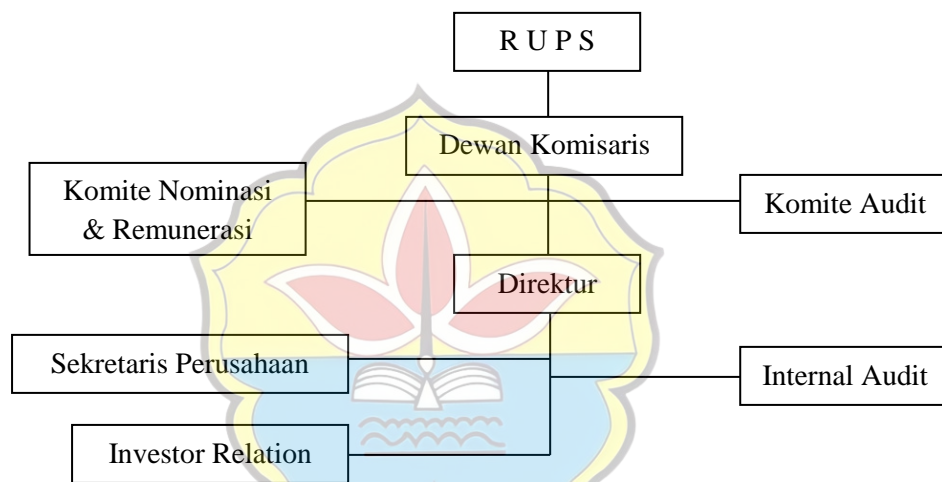 R U P S
Dewan Komisaris
Komite Nominasi
& Remunerasi
Komite Audit
Direktur
Sekretaris Perusahaan
Internal Audit
Investor Relation